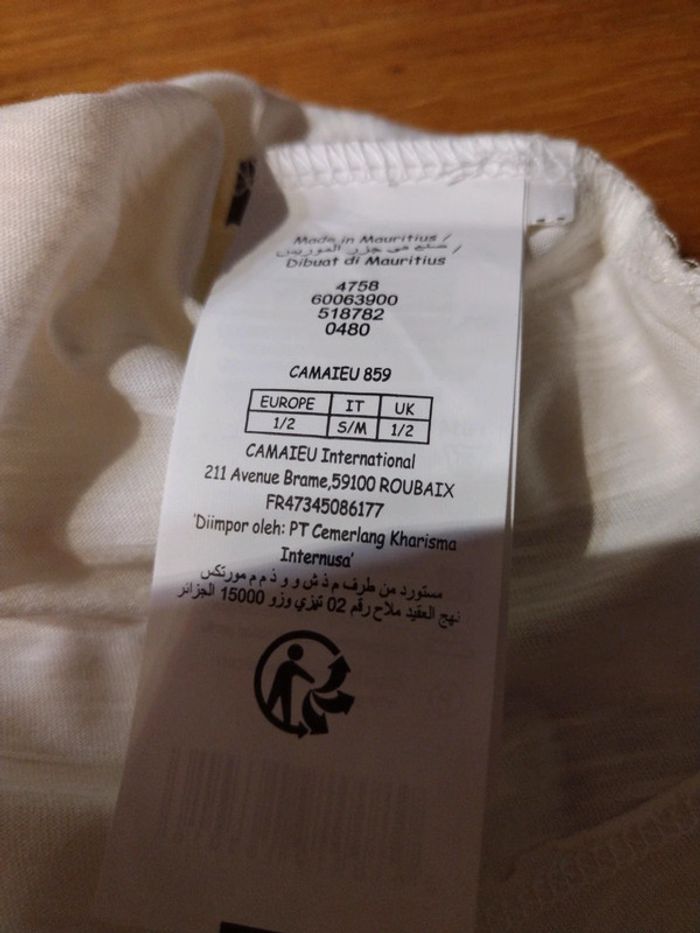 Made in Mauritius /
صنع في جزر الموريس /
Dibuat di Mauritius
4758
60063900
518782
0480
CAMAIEU 859
EUROPE IT UK
1/2 S/M 1/2
CAMAIEU International
211 Avenue Brame,59100 ROUBAIX
FR47345086177
'Diimpor oleh: PT Cemerlang Kharisma
Internusa'
مستورد من طرف م ذ ش و و ذ م م مورتكس
نهج العقيد ملاح رقم 02 تيزي وزو 15000 الجزائر